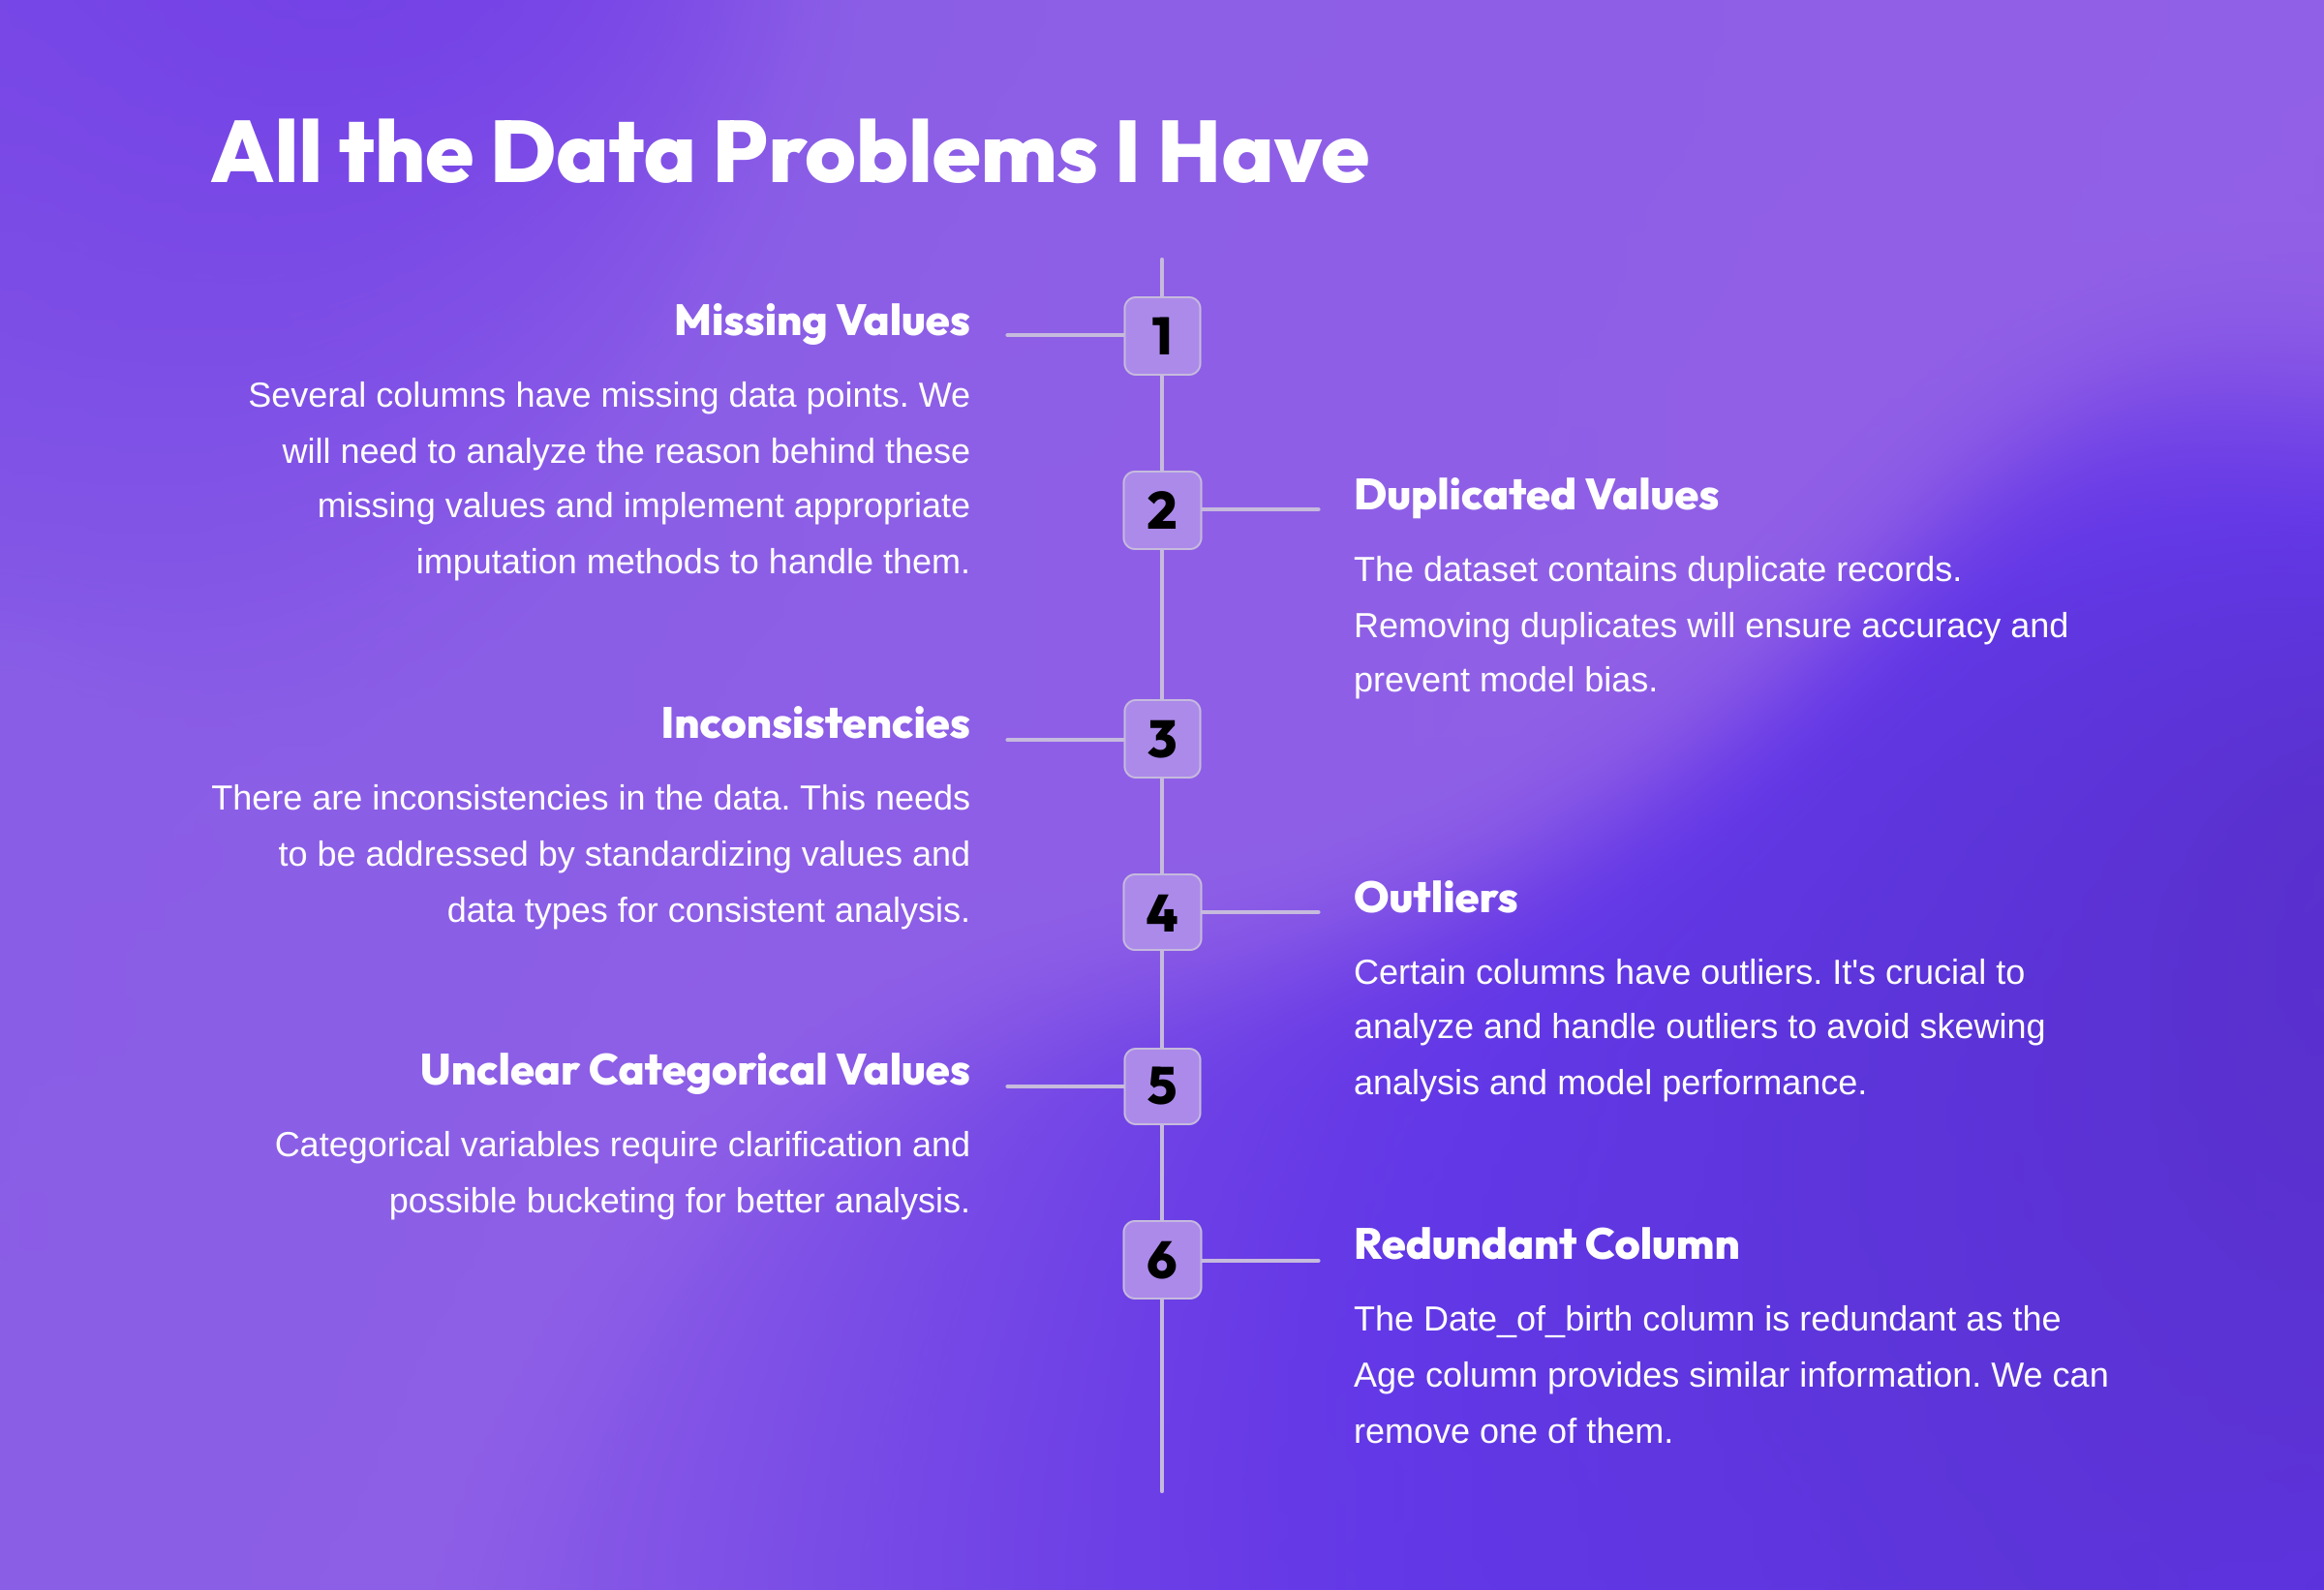 All the Data Problems I Have
1
Missing Values
Several columns have missing data points. We
will need to analyze the reason behind these
missing values and implement appropriate
imputation methods to handle them.
2
Duplicated Values
The dataset contains duplicate records.
Removing duplicates will ensure accuracy and
prevent model bias.
3
Inconsistencies
There are inconsistencies in the data. This needs
to be addressed by standardizing values and
data types for consistent analysis.
4
Outliers
Certain columns have outliers. It's crucial to
analyze and handle outliers to avoid skewing
analysis and model performance.
5
Unclear Categorical Values
Categorical variables require clarification and
possible bucketing for better analysis.
6
Redundant Column
The Date_of_birth column is redundant as the
Age column provides similar information. We can
remove one of them.